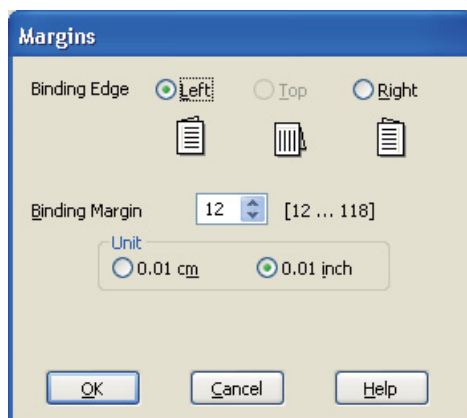 Margins
Binding Edge Left Top Right
Binding Margin 12 [12 ... 118]
Unit
0.01 cm 0.01 inch
OK Cancel Help